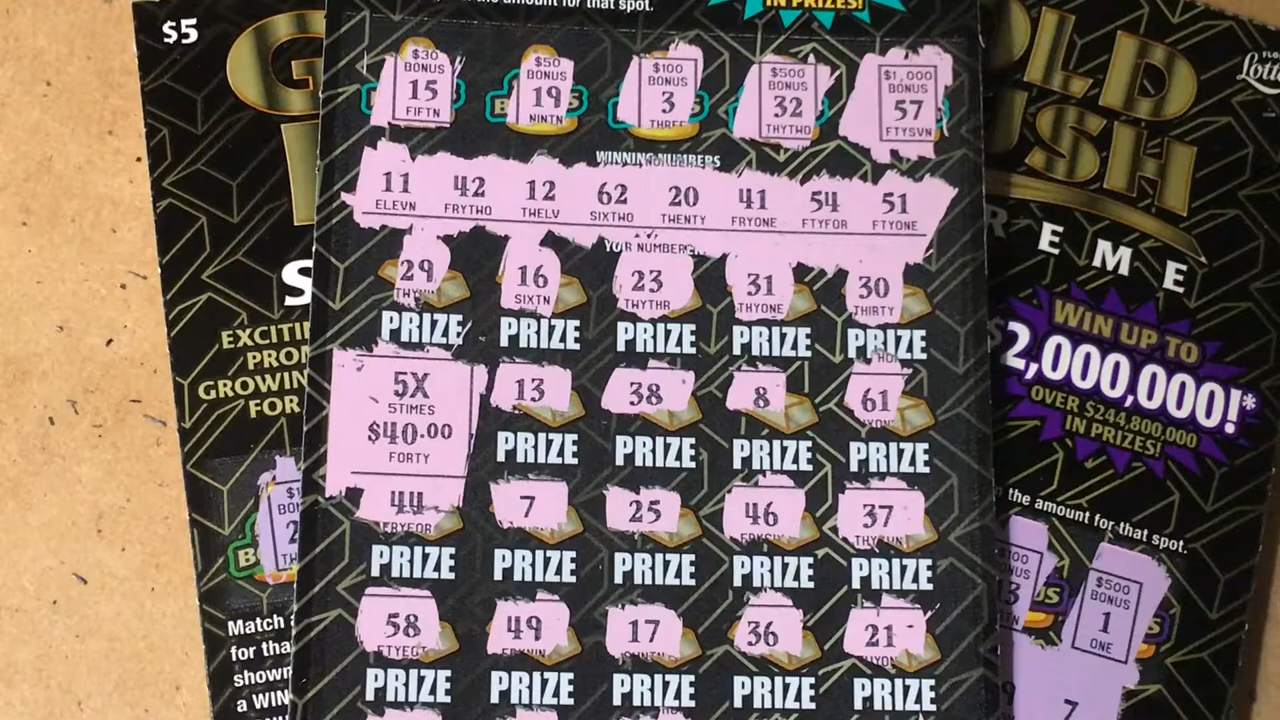 $5
the amount for that spot.
IN PRIZES!
$30 BONUS 15 FIFTN
$50 BONUS 19 NINTN
$100 BONUS 3 THREE
$500 BONUS 32 THYTWO
$1,000 BONUS 57 FTYSVN
WINNING NUMBERS
11 42 12 62 20 41 54 51
ELEVN FRYTWO TWELV SIXTWO TWENTY FRYONE FTYFOR FTYONE
YOUR NUMBER
29 16 23 31 30
SIXTN TWYTHR THYONE THIRTY
PRIZE PRIZE PRIZE PRIZE PRIZE
5X 13 38 8 61
5TIMES
$40.00
FORTY
PRIZE PRIZE PRIZE PRIZE
44 7 25 46 37
FRYFOR
PRIZE PRIZE PRIZE PRIZE PRIZE
58 49 17 36 21
FTYEGT
PRIZE PRIZE PRIZE PRIZE PRIZE
G
S
EXCITI
PROM
GROWIN
FOR
Match
for tha
shown
a WIN
OLD
USH
REME
WIN UP TO
$2,000,000!*
OVER $244,800,000
IN PRIZES!
the amount for that spot.
$500
BONUS
1
ONE
7